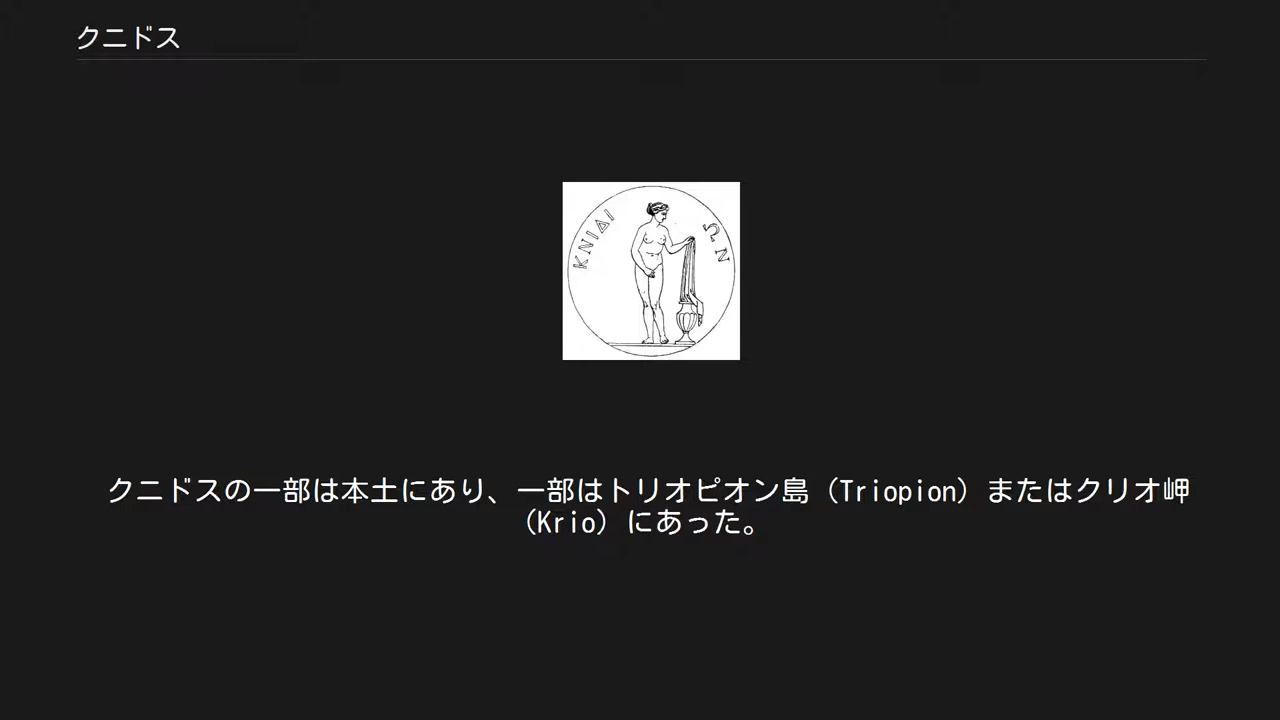 クニドス
ΚΝΙΔΙ
ΩΝ
クニドスの一部は本土にあり、一部はトリオピオン島（Triopion）またはクリオ岬
（Krio）にあった。